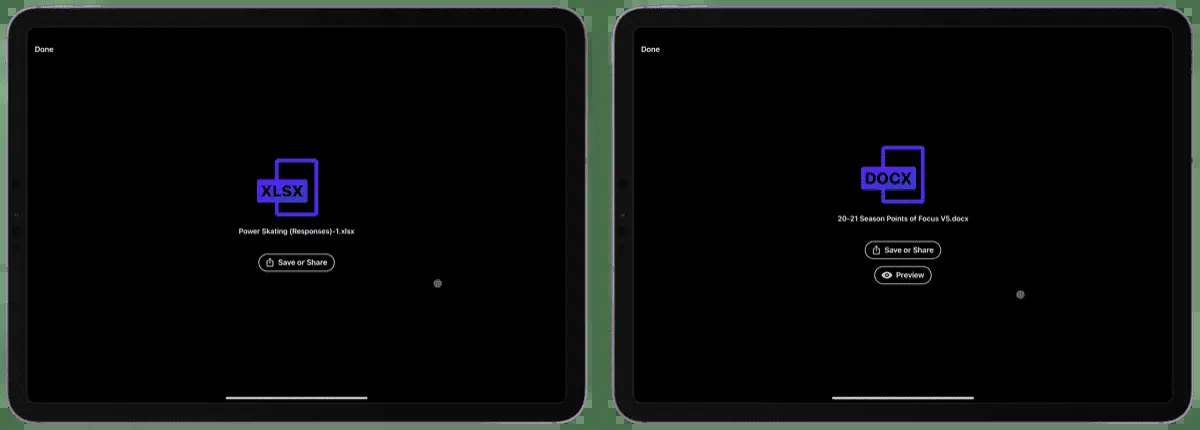 Done
XLSX
Power Skating (Responses)-1.xlsx
Save or Share
Done
DOCX
20-21 Season Points of Focus V5.docx
Save or Share
Preview